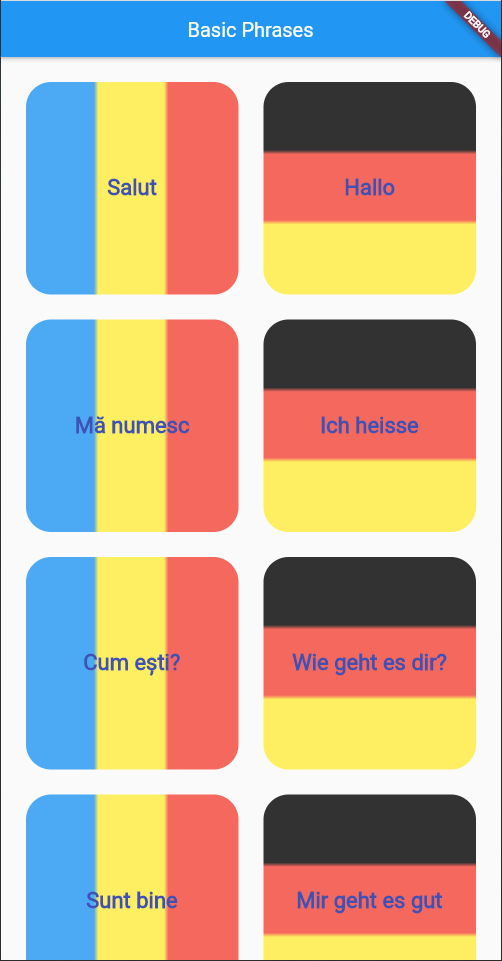 Basic Phrases
DEBUG
Salut
Hallo
Mă numesc
Ich heisse
Cum ești?
Wie geht es dir?
Sunt bine
Mir geht es gut